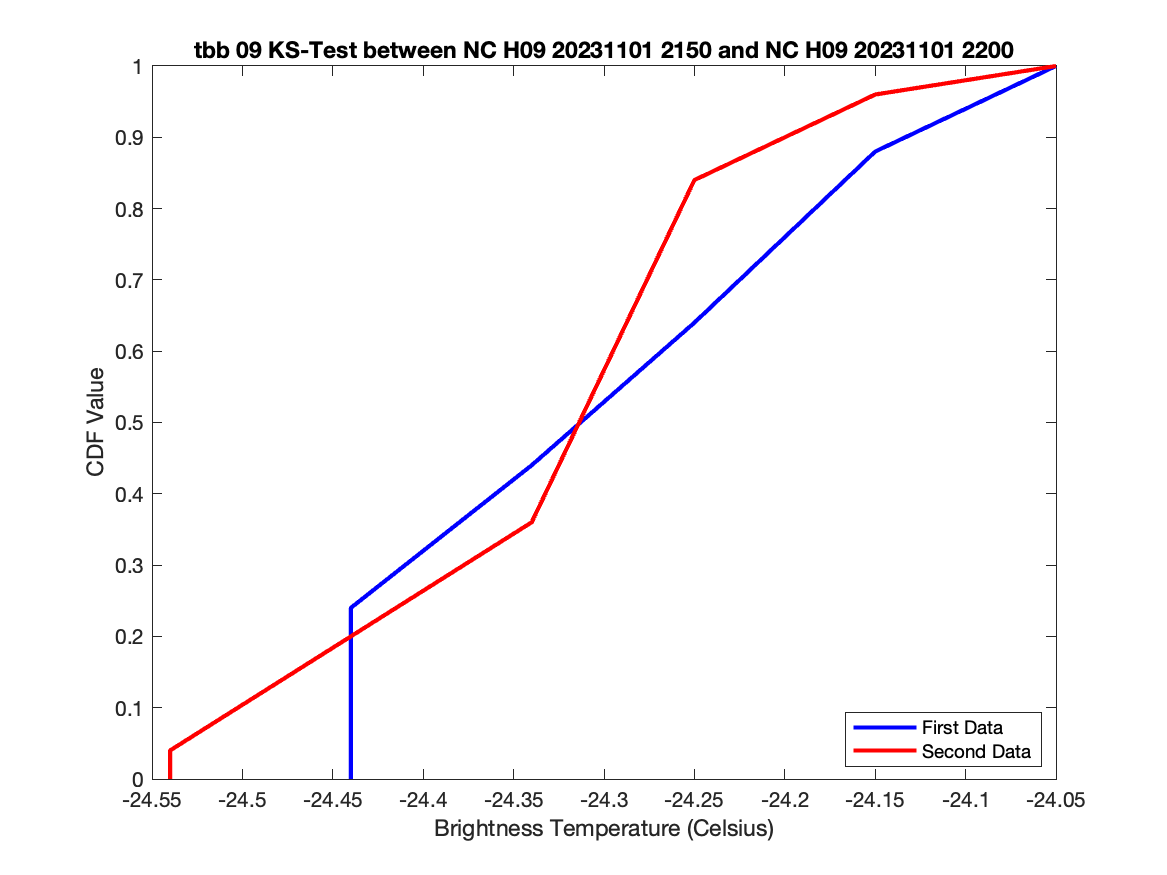 tbb 09 KS-Test between NC H09 20231101 2150 and NC H09 20231101 2200
1
0.9
0.8
0.7
0.6
0.5
0.4
0.3
0.2
0.1
0
CDF Value
-24.55 -24.5 -24.45 -24.4 -24.35 -24.3 -24.25 -24.2 -24.15 -24.1 -24.05
Brightness Temperature (Celsius)
First Data
Second Data